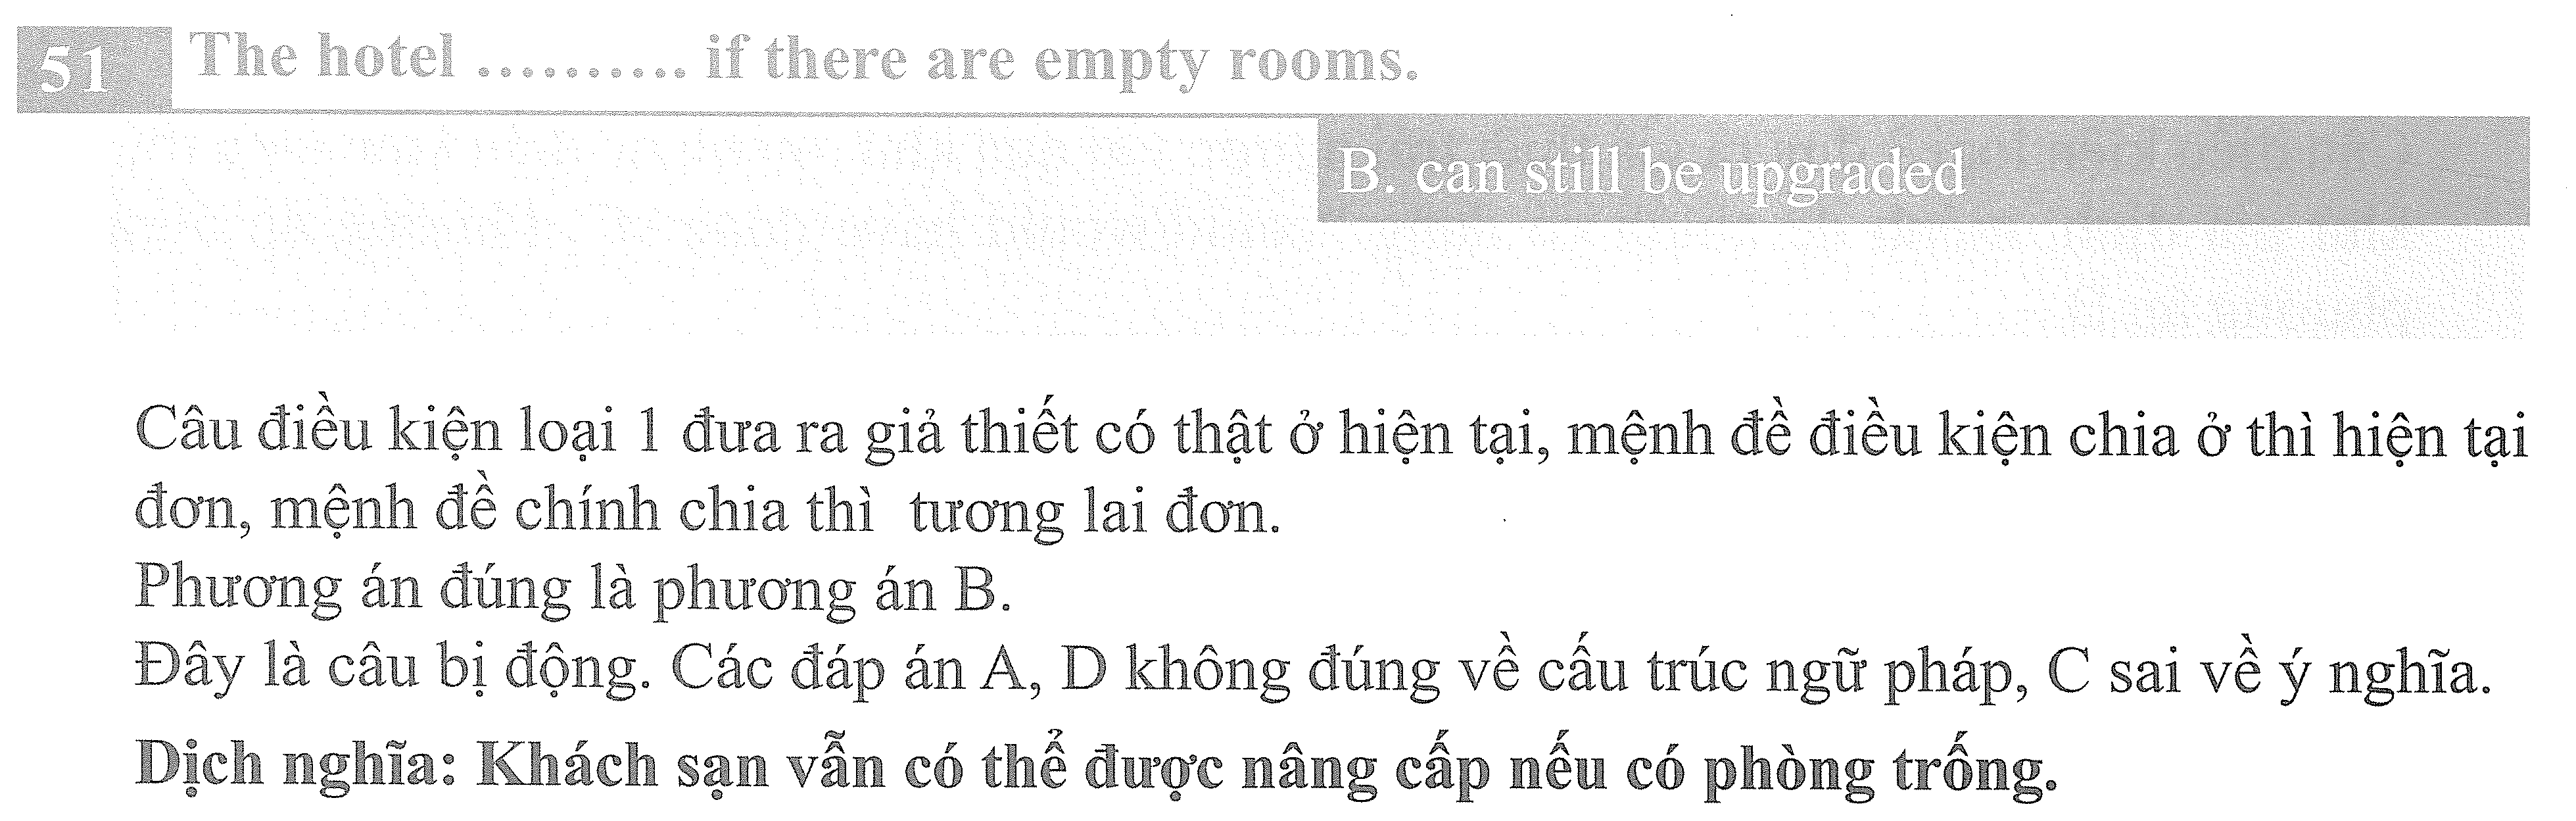 51 The hotel .......... if there are empty rooms.
B. can still be upgraded
Câu điều kiện loại 1 đưa ra giả thiết có thật ở hiện tại, mệnh đề điều kiện chia ở thì hiện tại
đơn, mệnh đề chính chia thì tương lai đơn.
Phương án đúng là phương án B.
Đây là câu bị động. Các đáp án A, D không đúng về cấu trúc ngữ pháp, C sai về ý nghĩa.
Dịch nghĩa: Khách sạn vẫn có thể được nâng cấp nếu có phòng trống.